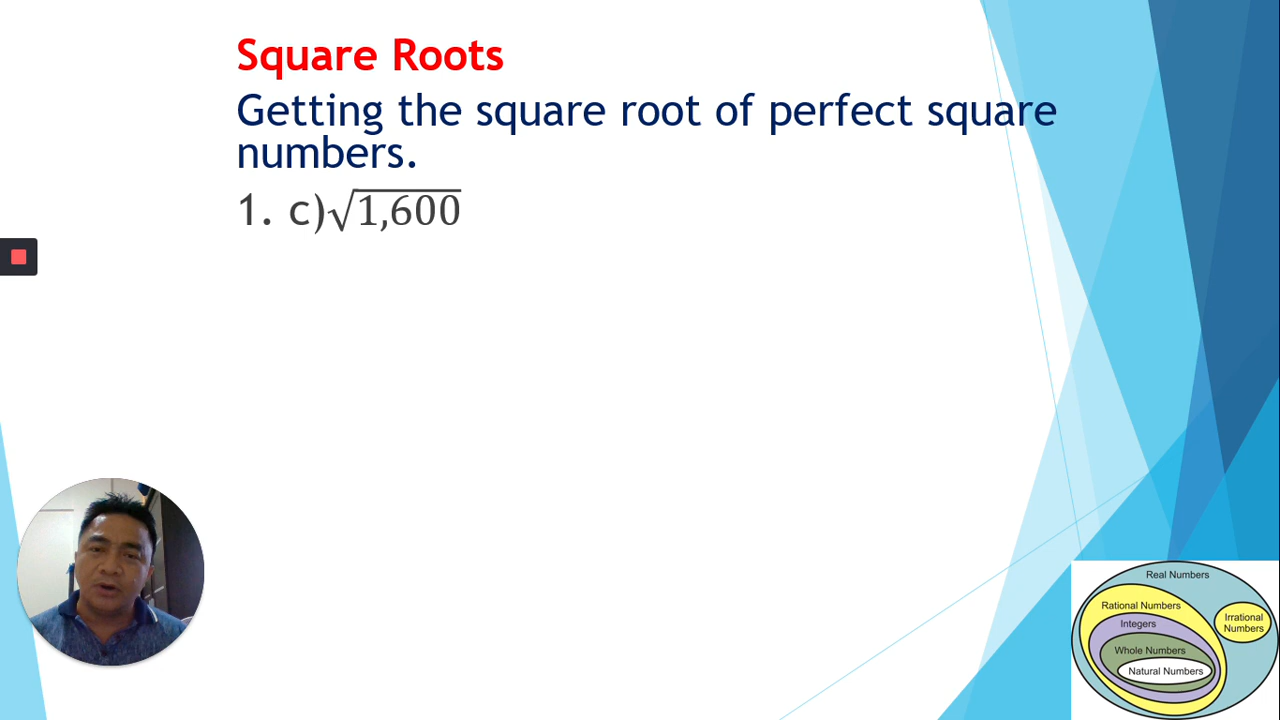 Square Roots
Getting the square root of perfect square
numbers.
1. c)√1,600
Real Numbers
Rational Numbers
Irrational
Numbers
Integers
Whole Numbers
Natural Numbers